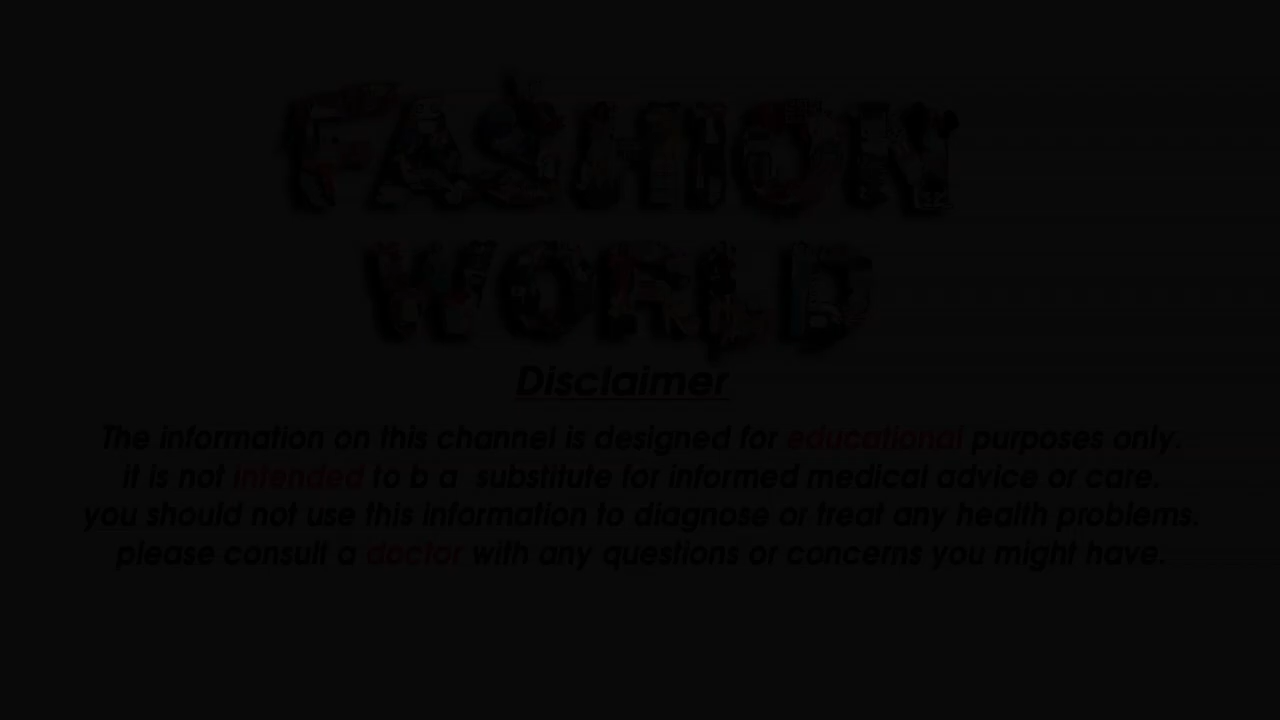 FASHION
WORLD
Disclaimer
The information on this channel is designed for educational purposes only.
it is not intended to b a substitute for informed medical advice or care.
you should not use this information to diagnose or treat any health problems.
please consult a doctor with any questions or concerns you might have.